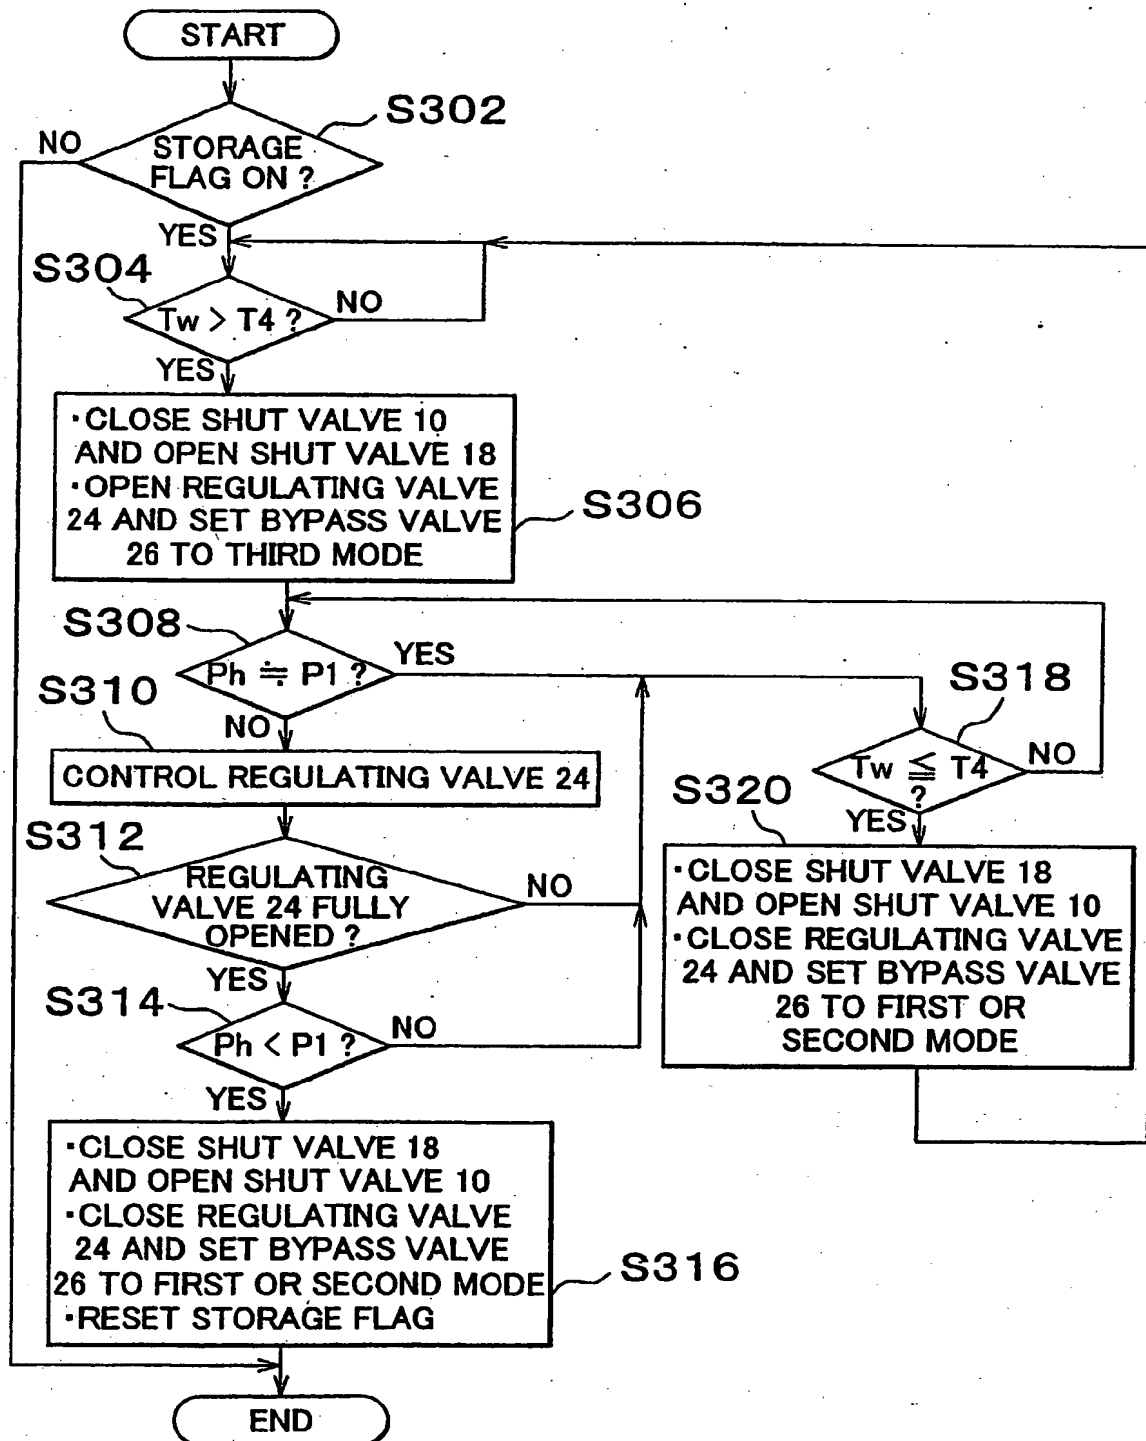 START
S302
NO
STORAGE
FLAG ON ?
YES
S304
Tw > T4 ?
NO
YES
・CLOSE SHUT VALVE 10
AND OPEN SHUT VALVE 18
・OPEN REGULATING VALVE
24 AND SET BYPASS VALVE
26 TO THIRD MODE
S306
S308
Ph ≒ P1 ?
YES
NO
S310
CONTROL REGULATING VALVE 24
S312
REGULATING
VALVE 24 FULLY
OPENED ?
NO
YES
S314
Ph < P1 ?
NO
YES
・CLOSE SHUT VALVE 18
AND OPEN SHUT VALVE 10
・CLOSE REGULATING VALVE
24 AND SET BYPASS VALVE
26 TO FIRST OR SECOND MODE
・RESET STORAGE FLAG
S316
S318
Tw ≦ T4
?
NO
YES
S320
・CLOSE SHUT VALVE 18
AND OPEN SHUT VALVE 10
・CLOSE REGULATING VALVE
24 AND SET BYPASS VALVE
26 TO FIRST OR
SECOND MODE
END